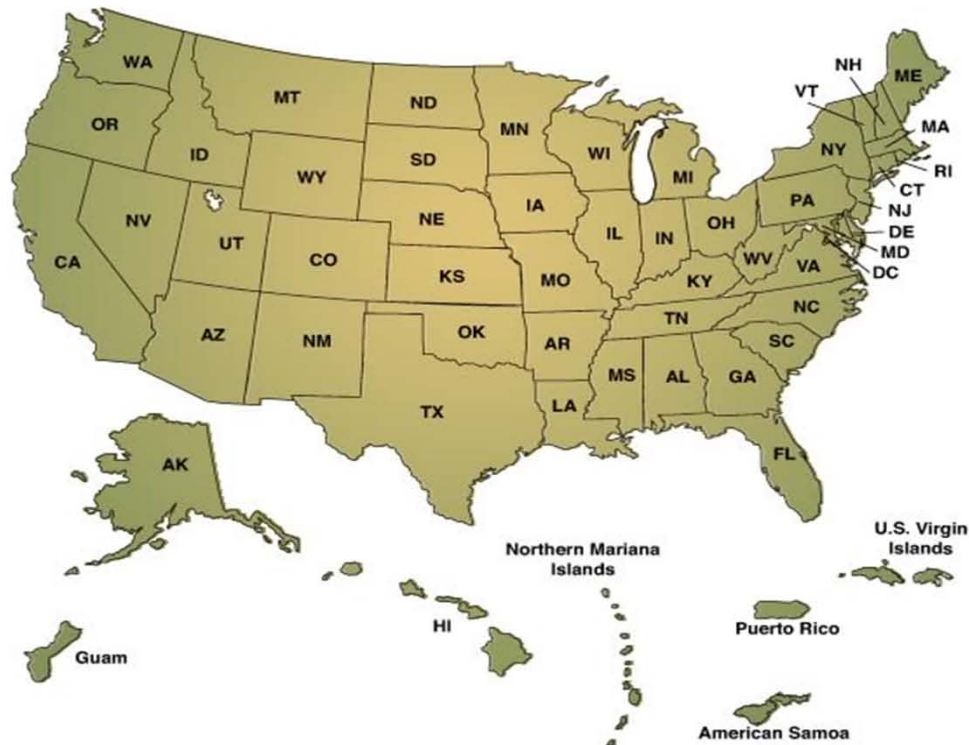 WA
MT
ND
MN
OR
ID
WY
SD
WI
MI
NH
VT
ME
NY
MA
RI
CT
NJ
DE
MD
DC
PA
NV
UT
CO
NE
IA
IL
IN
OH
WV
VA
CA
KS
MO
KY
NC
AZ
NM
OK
AR
TN
SC
TX
LA
MS
AL
GA
FL
AK
HI
Guam
Northern Mariana
Islands
U.S. Virgin
Islands
Puerto Rico
American Samoa